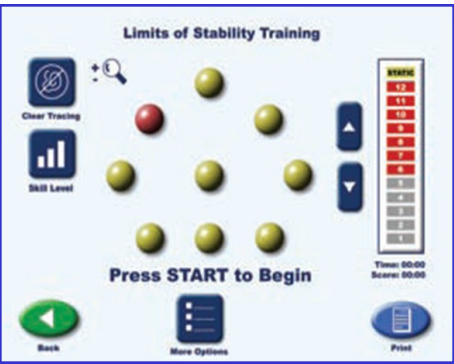 Limits of Stability Training
Clear Tracing
Skill Level
STATIC
12
11
10
9
8
7
6
5
4
3
2
1
Time: 00:00
Score: 00:00
Press START to Begin
Back
More Options
Print